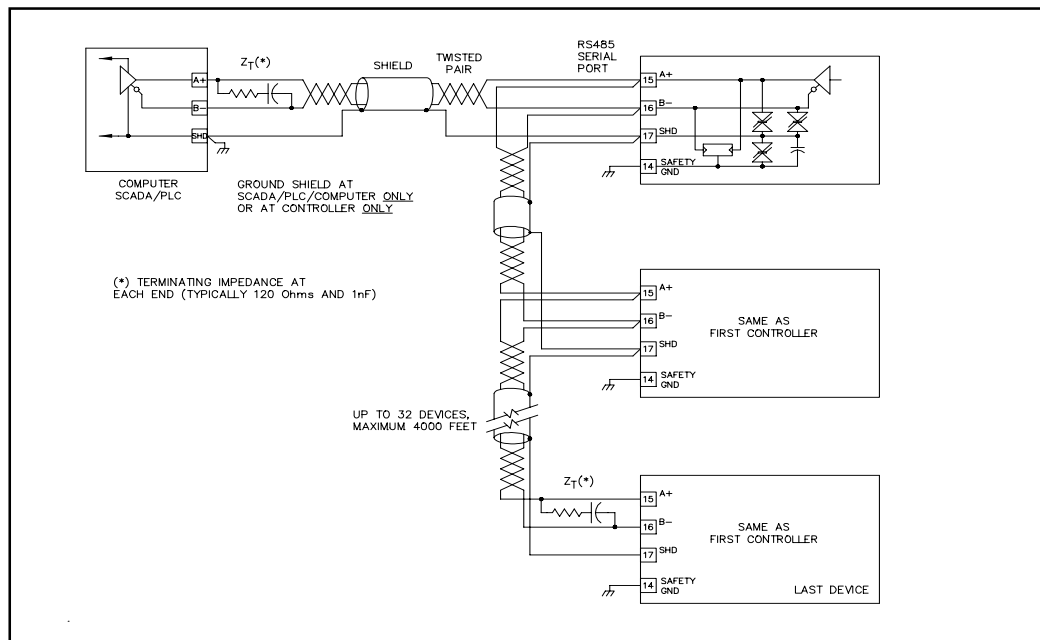 Z_T(*)
SHIELD
TWISTED
PAIR
RS485
SERIAL
PORT
A+
B-
SHD
COMPUTER
SCADA/PLC
GROUND SHIELD AT
SCADA/PLC/COMPUTER ONLY
OR AT CONTROLLER ONLY
15 A+
16 B-
17 SHD
14 SAFETY
GND
(*) TERMINATING IMPEDANCE AT
EACH END (TYPICALLY 120 Ohms AND 1nF)
15 A+
16 B-
17 SHD
14 SAFETY
GND
SAME AS
FIRST CONTROLLER
UP TO 32 DEVICES,
MAXIMUM 4000 FEET
Z_T(*)
15 A+
16 B-
17 SHD
14 SAFETY
GND
SAME AS
FIRST CONTROLLER
LAST DEVICE